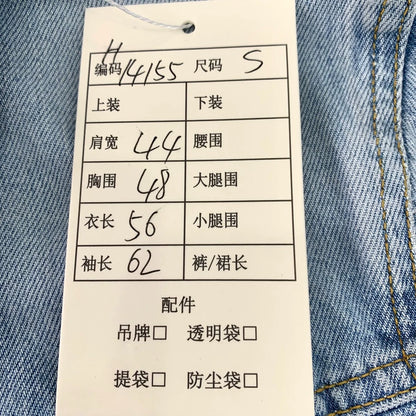 编码 H14155 尺码 S
上装 下装
肩宽 44 腰围
胸围 48 大腿围
衣长 56 小腿围
袖长 62 裤/裙长
配件
吊牌□ 透明袋□
提袋□ 防尘袋□